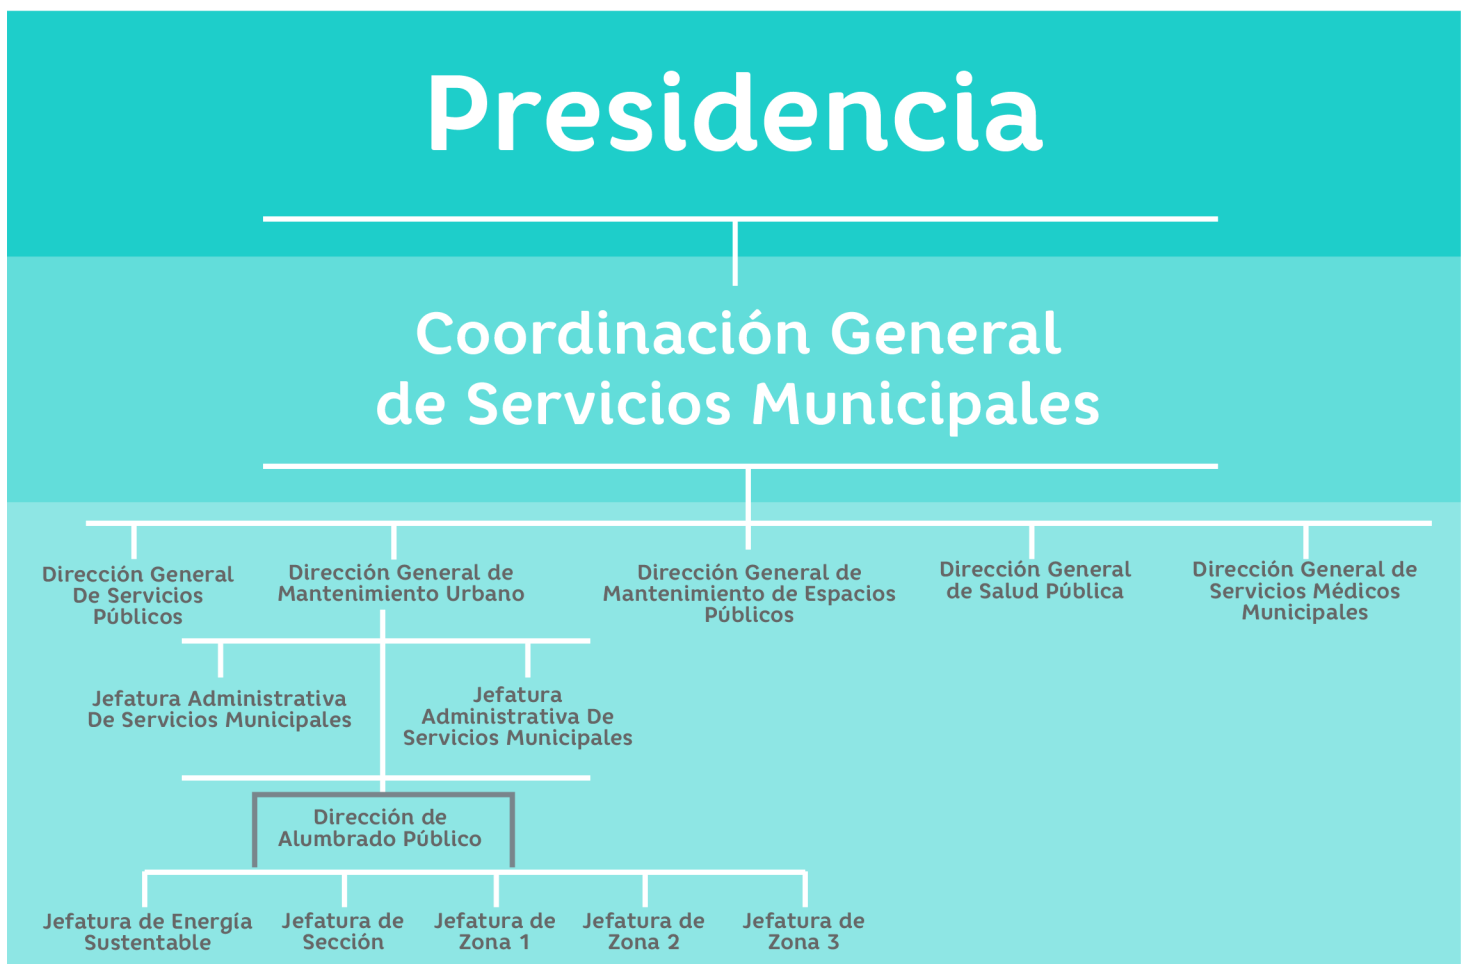 Presidencia
Coordinación General
de Servicios Municipales
Dirección General
De Servicios
Públicos
Dirección General de
Mantenimiento Urbano
Dirección General de
Mantenimiento de Espacios
Públicos
Dirección General
de Salud Pública
Dirección General de
Servicios Médicos
Municipales
Jefatura Administrativa
De Servicios Municipales
Jefatura
Administrativa De
Servicios Municipales
Dirección de
Alumbrado Público
Jefatura de Energía
Sustentable
Jefatura de
Sección
Jefatura de
Zona 1
Jefatura de
Zona 2
Jefatura de
Zona 3